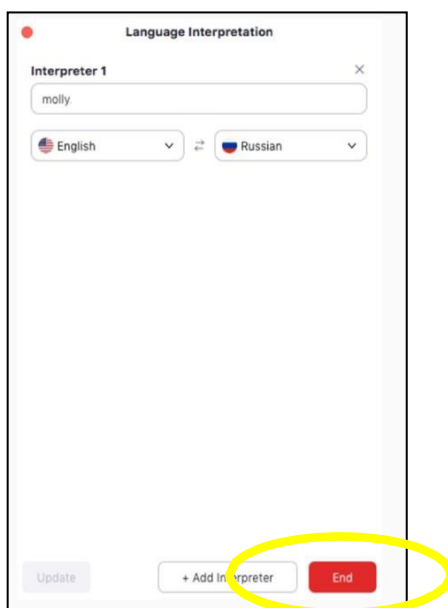 Language Interpretation
Interpreter 1
molly
English Russian
Update + Add Interpreter End